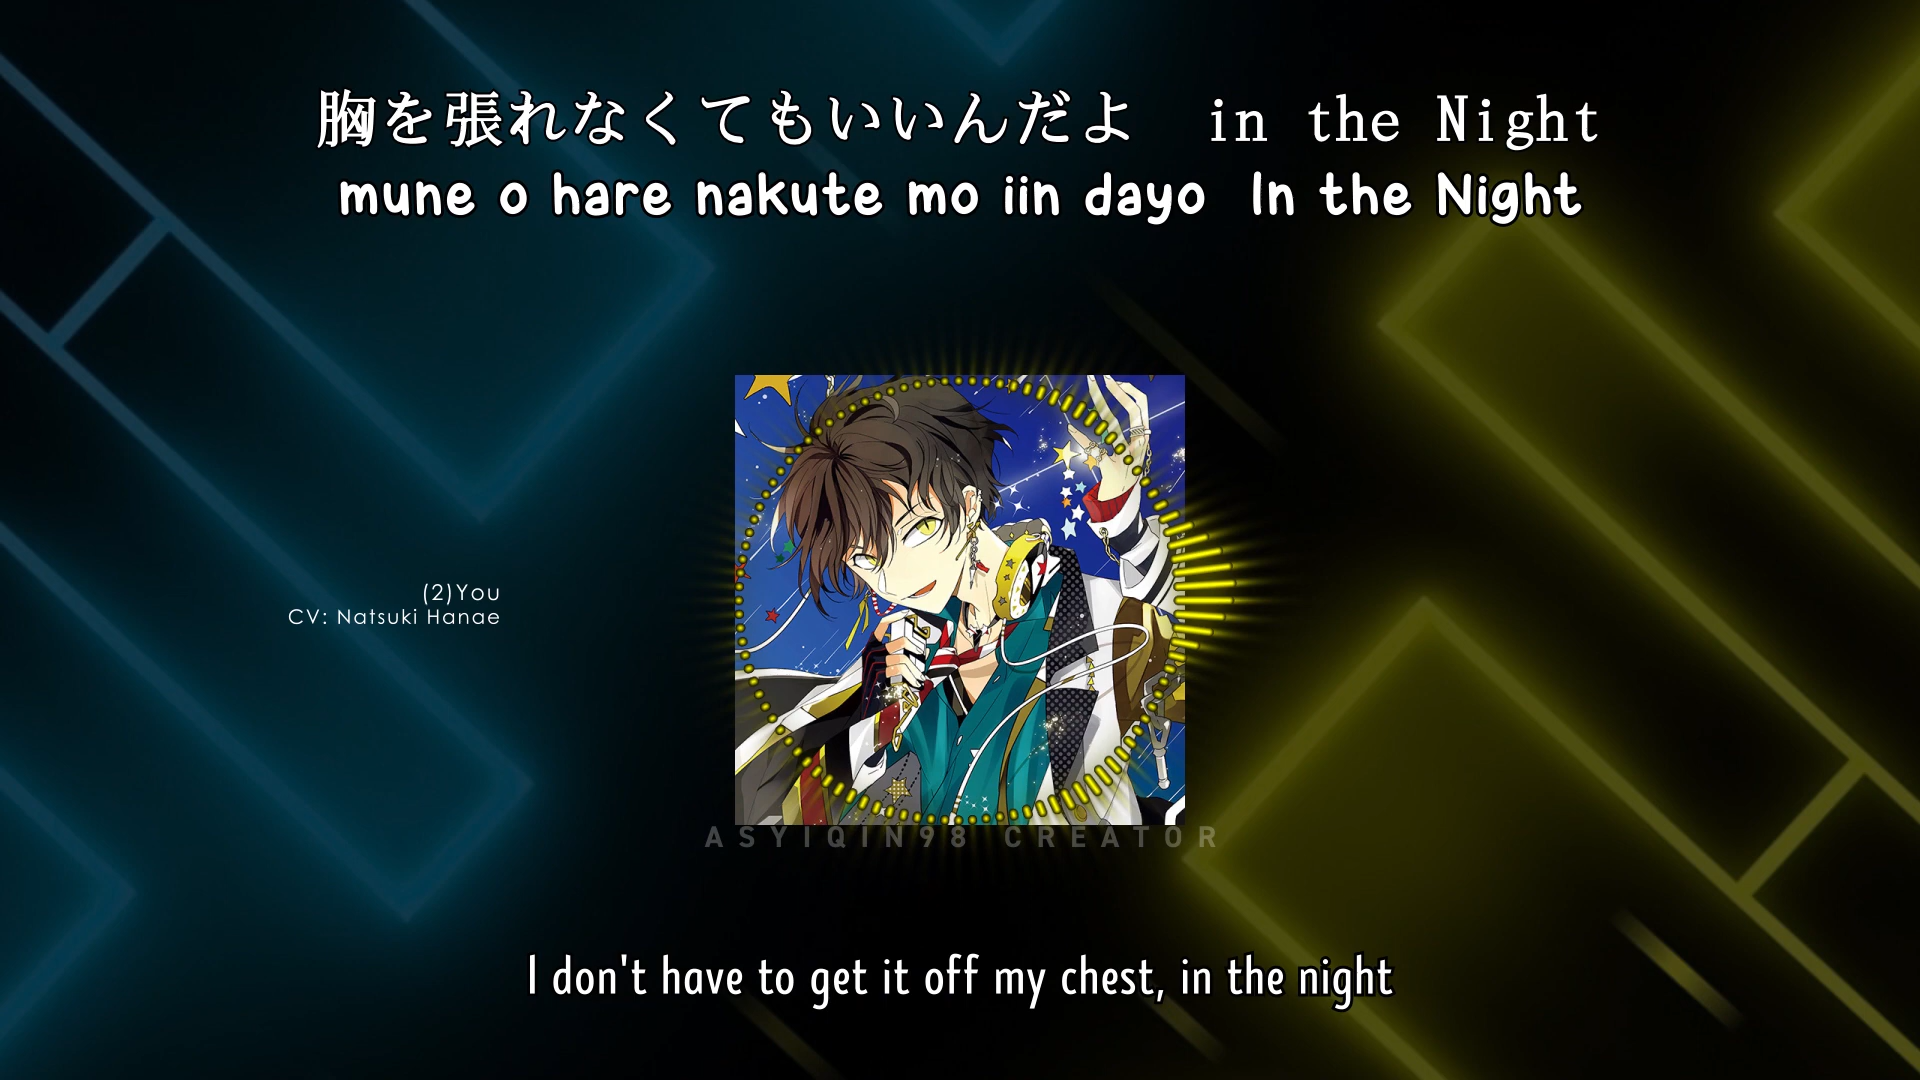 胸を張れなくてもいいんだよ　in the Night
mune o hare nakute mo iin dayo  In the Night
(2)You
CV: Natsuki Hanae
ASYIQIN98 CREATOR
I don't have to get it off my chest, in the night